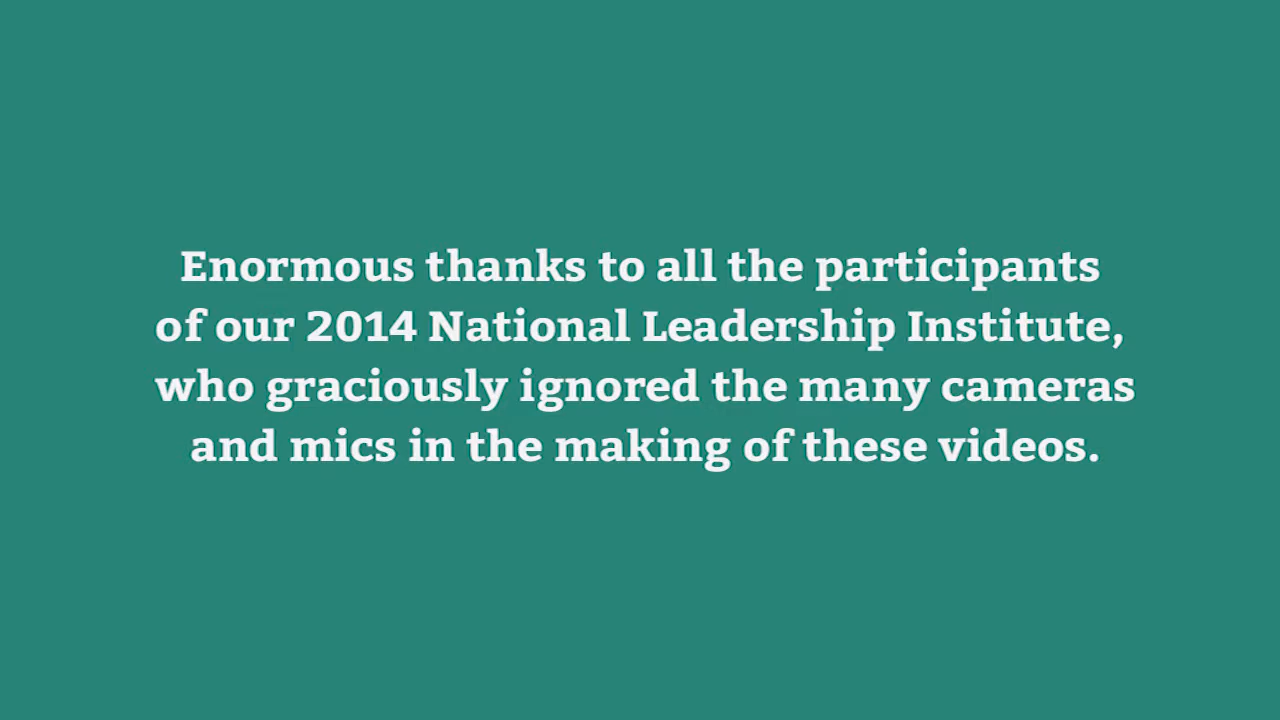 Enormous thanks to all the participants
of our 2014 National Leadership Institute,
who graciously ignored the many cameras
and mics in the making of these videos.